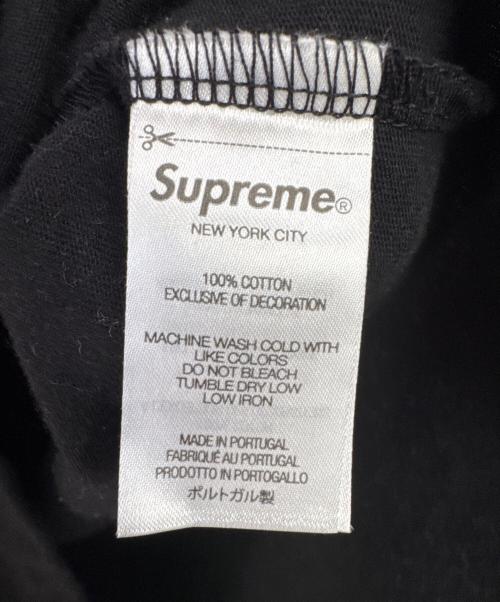 Supreme®
NEW YORK CITY
100% COTTON
EXCLUSIVE OF DECORATION
MACHINE WASH COLD WITH
LIKE COLORS
DO NOT BLEACH
TUMBLE DRY LOW
LOW IRON
MADE IN PORTUGAL
FABRIQUÉ AU PORTUGAL
PRODOTTO IN PORTOGALLO
ポルトガル製